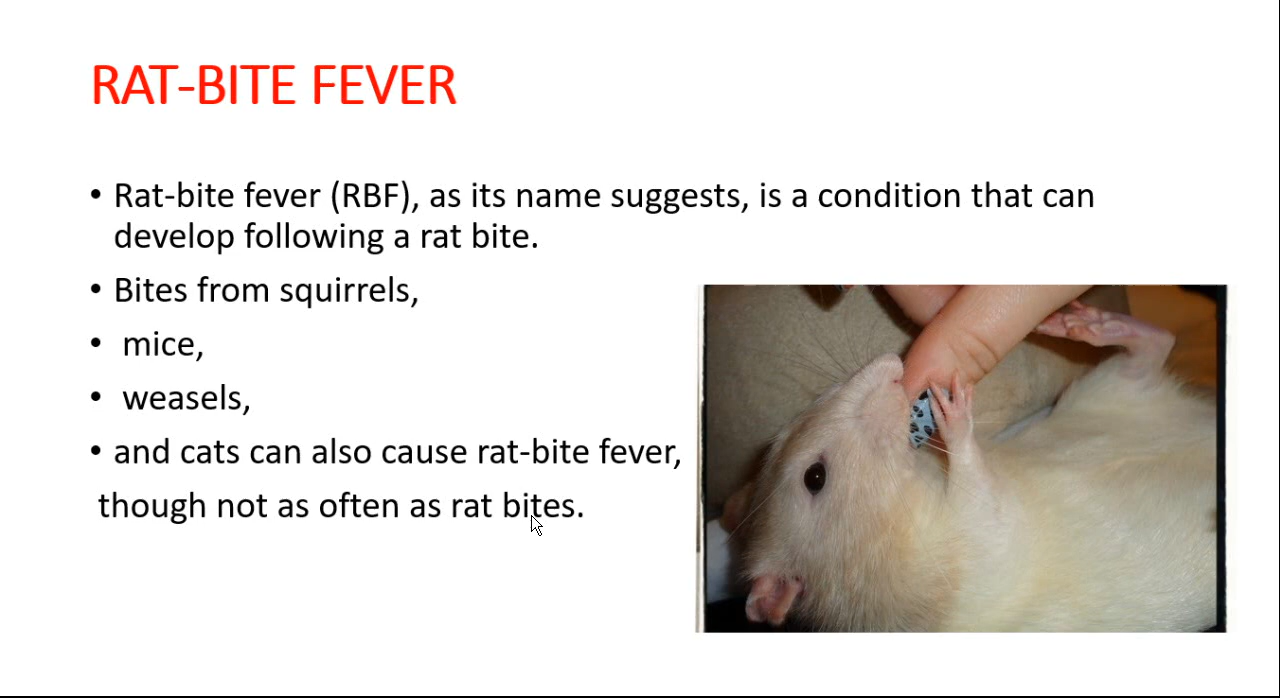 RAT-BITE FEVER
• Rat-bite fever (RBF), as its name suggests, is a condition that can
develop following a rat bite.
• Bites from squirrels,
• mice,
• weasels,
• and cats can also cause rat-bite fever,
though not as often as rat bites.